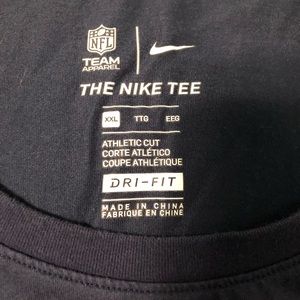 NFL
TEAM
APPAREL
THE NIKE TEE
XXL TTG EEG
ATHLETIC CUT
CORTE ATLÉTICO
COUPE ATHLÉTIQUE
DRI-FIT
MADE IN CHINA
FABRIQUÉ EN CHINE